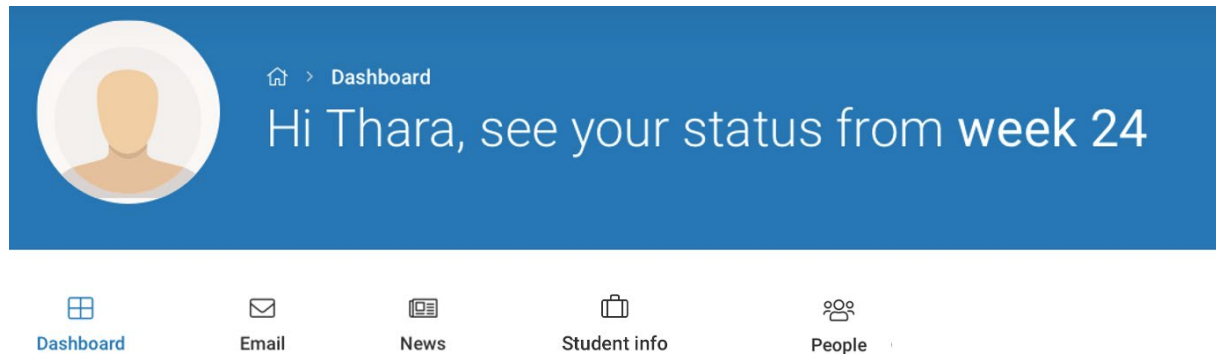 Dashboard
Hi Thara, see your status from week 24
Dashboard Email News Student info People